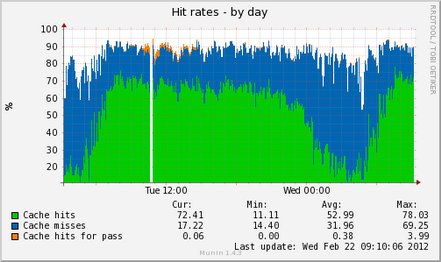 Hit rates - by day
RRDTOOL / TOBI OETIKER
%
100
90
80
70
60
50
40
30
20
Tue 12:00 Wed 00:00
Cur: Min: Avg: Max:
Cache hits 72.41 11.11 52.99 78.03
Cache misses 17.22 14.40 31.96 69.25
Cache hits for pass 0.06 0.00 0.38 3.99
Last update: Wed Feb 22 09:10:06 2012
Munin 1.4.3